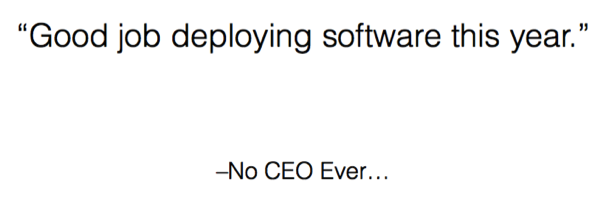 “Good job deploying software this year.”
–No CEO Ever…